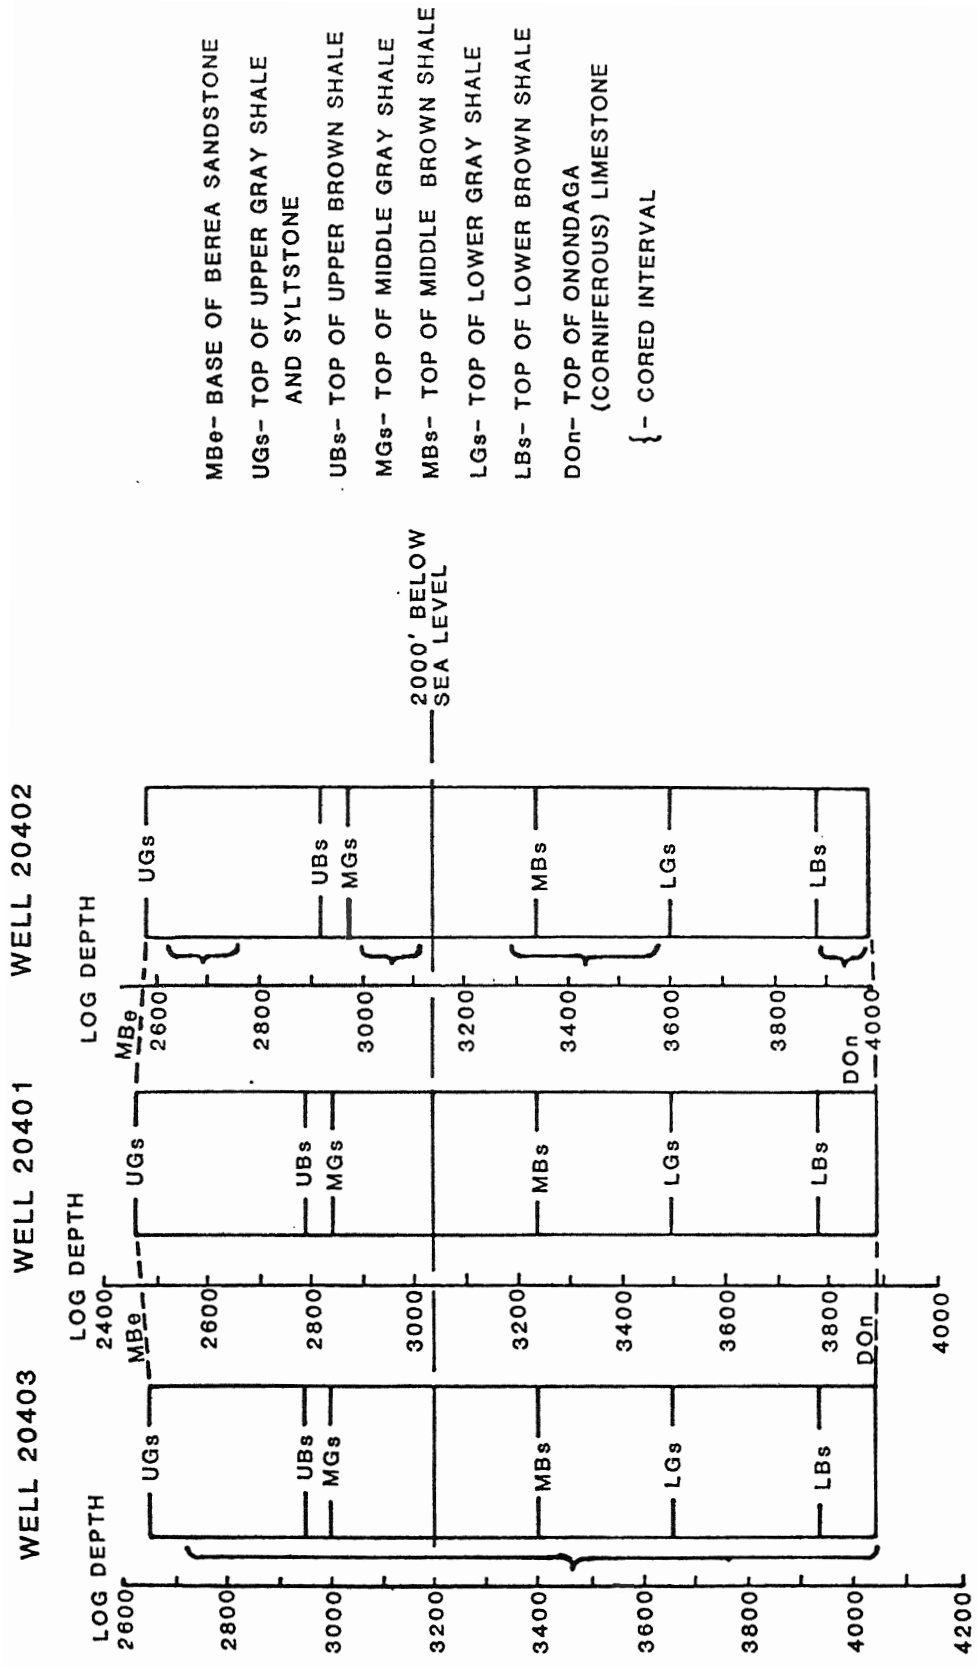 WELL 20403
LOG DEPTH
2600
2800
3000
3200
3400
3600
3800
4000
4200
UGs
UBs
MGs
MBs
LGs
LBs
MBe
DOn
WELL 20401
LOG DEPTH
2400
2600
2800
3000
3200
3400
3600
3800
4000
UGs
UBs
MGs
MBs
LGs
LBs
MBe
DOn
WELL 20402
LOG DEPTH
2600
2800
3000
3200
3400
3600
3800
4000
UGs
UBs
MGs
MBs
LGs
LBs
2000' BELOW
SEA LEVEL
MBe- BASE OF BEREA SANDSTONE
UGs- TOP OF UPPER GRAY SHALE
AND SYLTSTONE
UBs- TOP OF UPPER BROWN SHALE
MGs- TOP OF MIDDLE GRAY SHALE
MBs- TOP OF MIDDLE BROWN SHALE
LGs- TOP OF LOWER GRAY SHALE
LBs- TOP OF LOWER BROWN SHALE
DOn- TOP OF ONONDAGA
(CORNIFEROUS) LIMESTONE
{- CORED INTERVAL